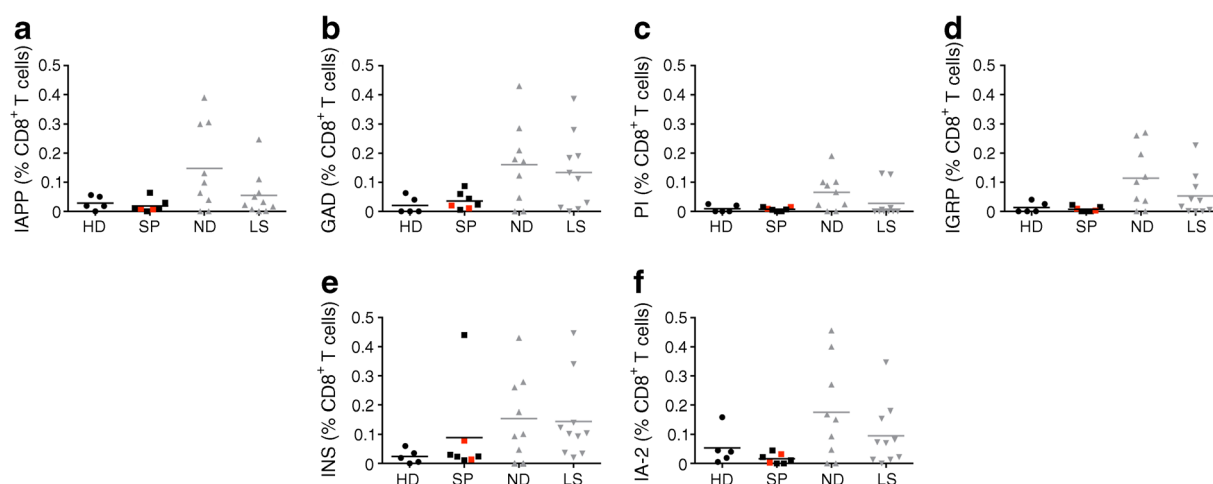 a
IAPP (% CD8+ T cells)
0.5
0.4
0.3
0.2
0.1
0
HD SP ND LS
b
GAD (% CD8+ T cells)
0.5
0.4
0.3
0.2
0.1
0
HD SP ND LS
c
PI (% CD8+ T cells)
0.5
0.4
0.3
0.2
0.1
0
HD SP ND LS
d
IGRP (% CD8+ T cells)
0.5
0.4
0.3
0.2
0.1
0
HD SP ND LS
e
INS (% CD8+ T cells)
0.5
0.4
0.3
0.2
0.1
0
HD SP ND LS
f
IA-2 (% CD8+ T cells)
0.5
0.4
0.3
0.2
0.1
0
HD SP ND LS